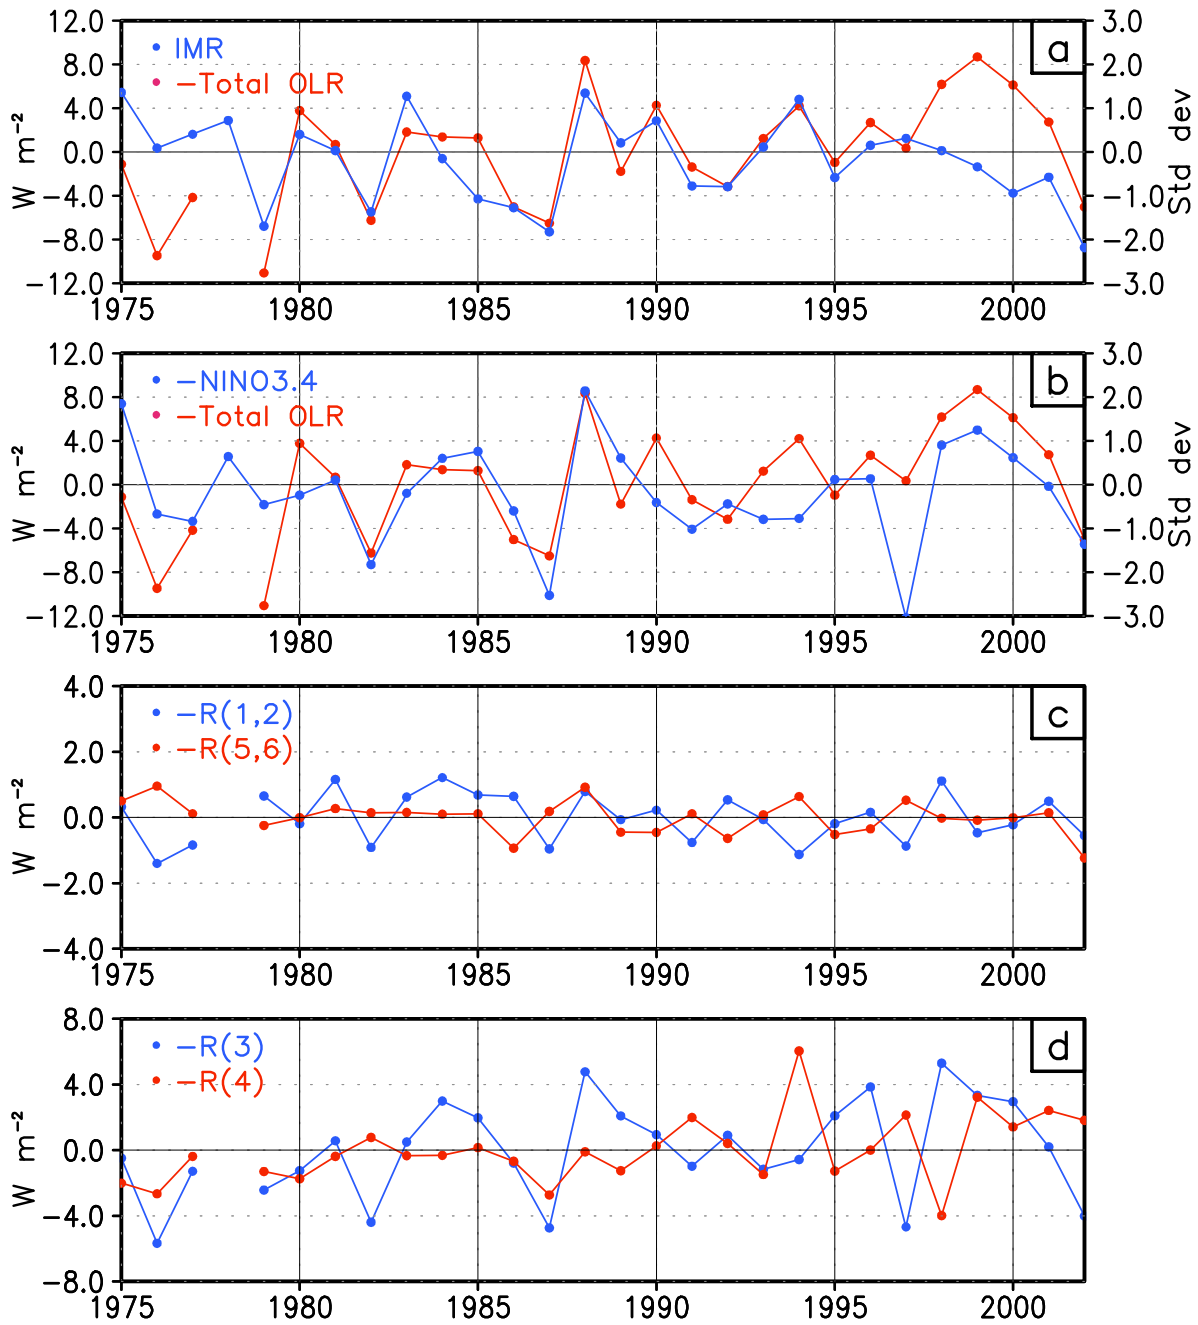 12.0 3.0
IMR a
8.0 2.0
−Total OLR
4.0 1.0
0.0 0.0
−4.0 −1.0
−8.0 −2.0
−12.0 −3.0
W m⁻² Std dev
1975 1980 1985 1990 1995 2000
12.0 3.0
−NINO3.4 b
8.0 2.0
−Total OLR
4.0 1.0
0.0 0.0
−4.0 −1.0
−8.0 −2.0
−12.0 −3.0
W m⁻² Std dev
1975 1980 1985 1990 1995 2000
4.0
−R(1,2) c
−R(5,6)
2.0
0.0
−2.0
−4.0
W m⁻²
1975 1980 1985 1990 1995 2000
8.0
−R(3) d
−R(4)
4.0
0.0
−4.0
−8.0
W m⁻²
1975 1980 1985 1990 1995 2000